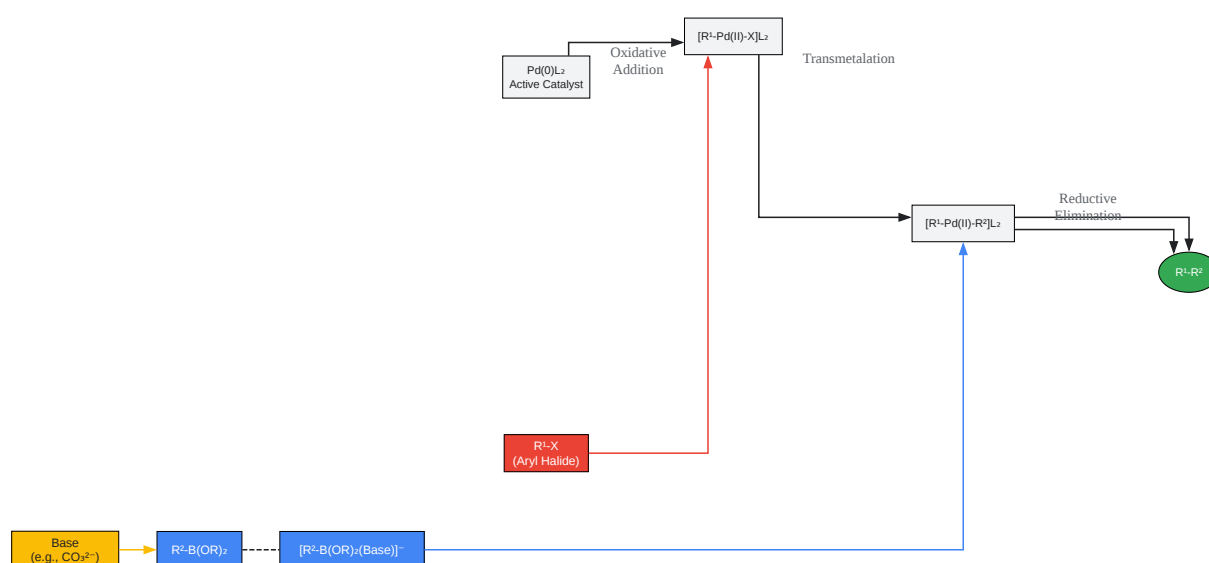 [R¹-Pd(II)-X]L₂
Oxidative
Addition
Transmetalation
Pd(0)L₂
Active Catalyst
Reductive
Elimination
[R¹-Pd(II)-R²]L₂
R¹-R²
R¹-X
(Aryl Halide)
Base
(e.g., CO₃²⁻)
R²-B(OR)₂
[R²-B(OR)₂(Base)]⁻